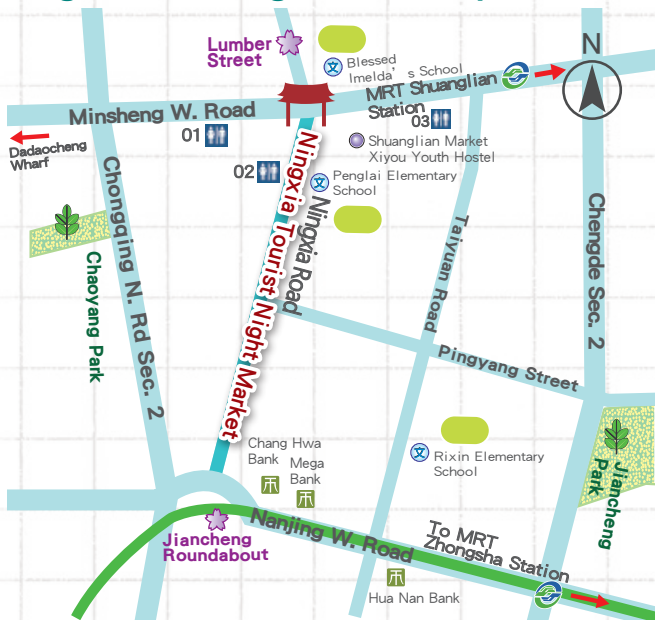 Lumber
Street
Blessed
Imelda's School
N
MRT Shuanglian
Station
Minsheng W. Road
01
03
Dadaocheng
Wharf
Shuanglian Market
Xiyou Youth Hostel
02
Penglai Elementary
School
Ningxia Tourist Night Market
Ningxia Road
Chongqing N. Rd Sec. 2
Taiyuan Road
Chengde Sec. 2
Chaoyang Park
Pingyang Street
Chang Hwa
Bank
Mega
Bank
Rixin Elementary
School
Jiancheng
Park
Jiancheng
Roundabout
Nanjing W. Road
To MRT
Zhongsha Station
Hua Nan Bank
文
文
文